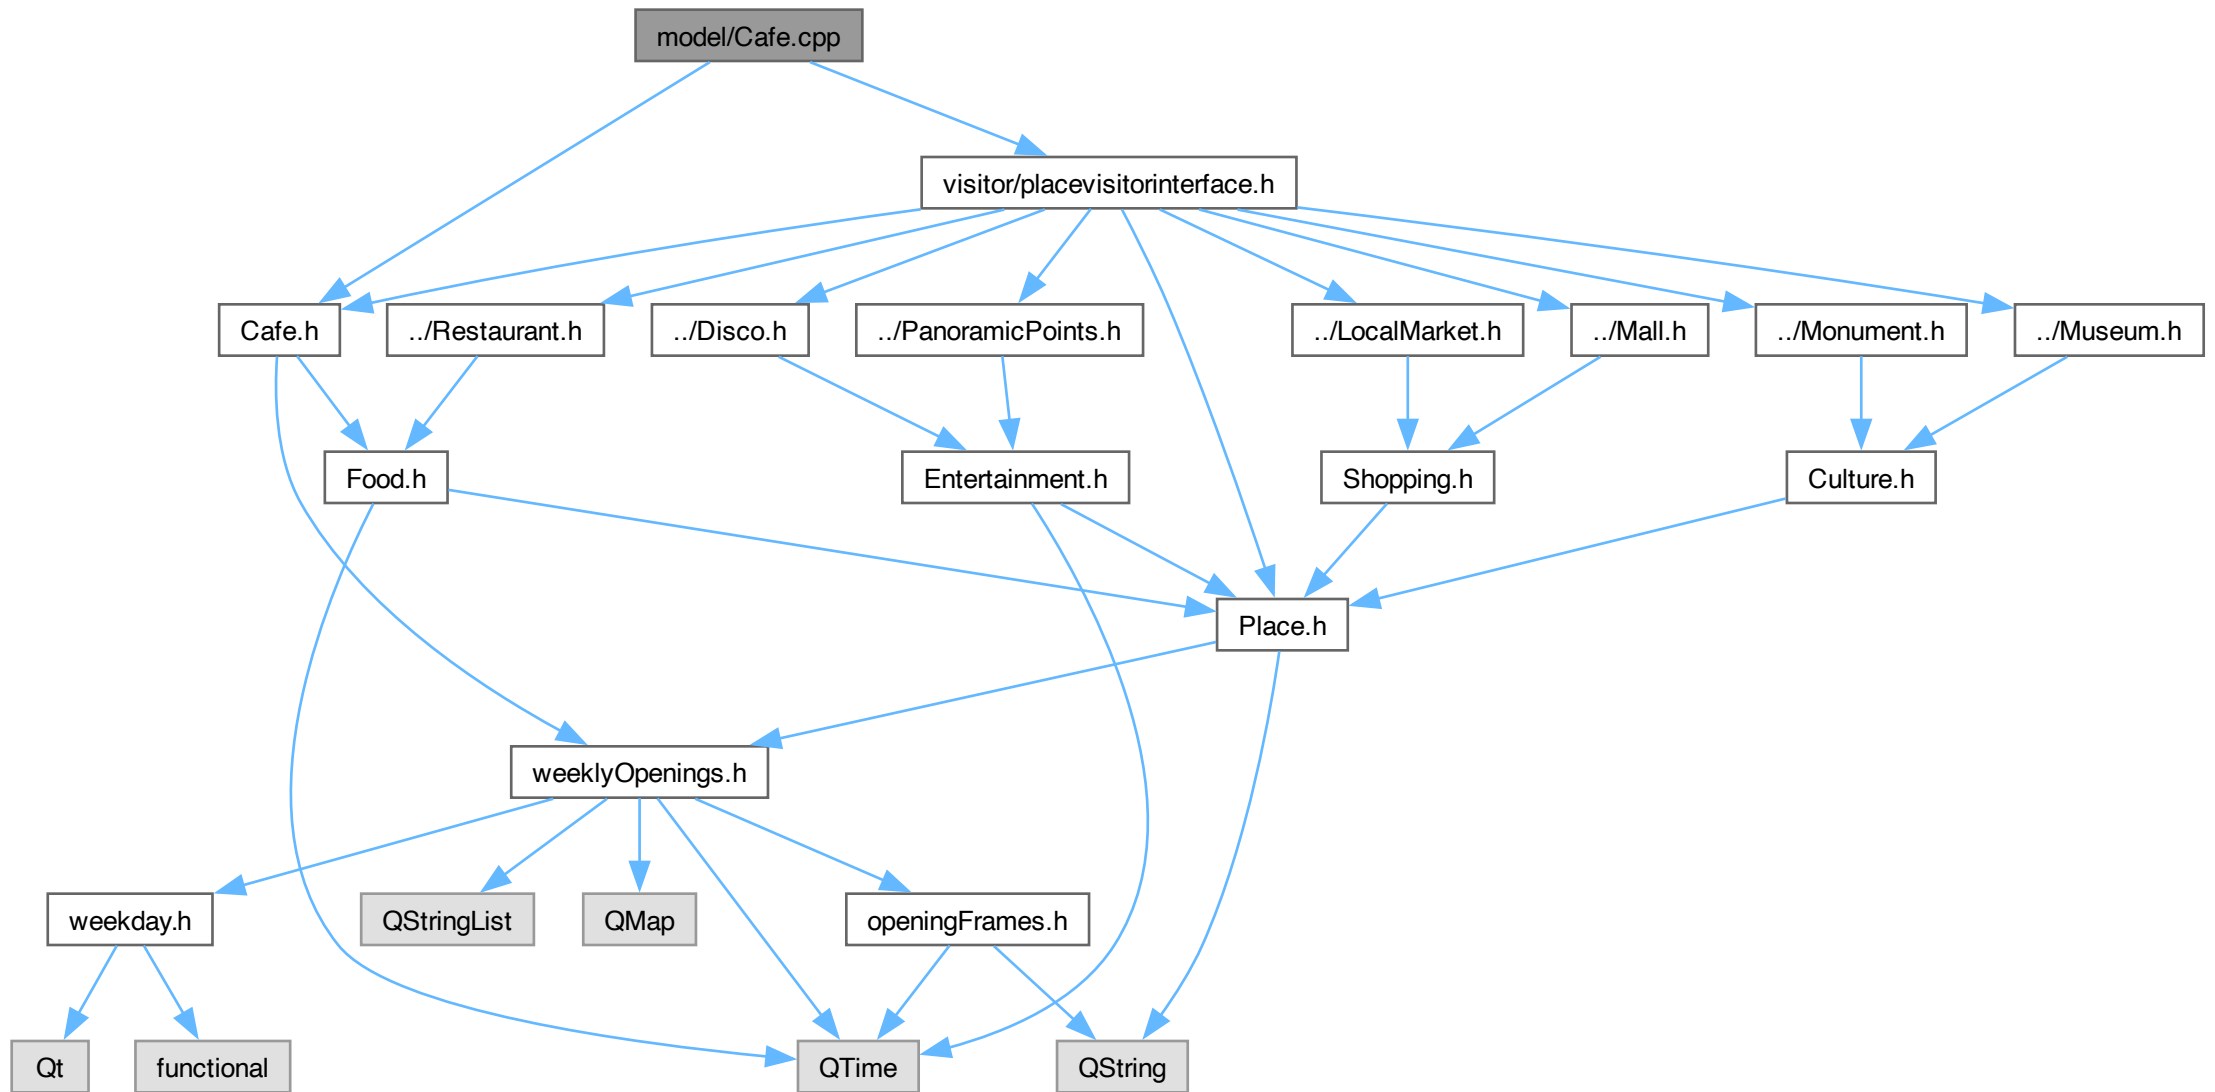 model/Cafe.cpp
visitor/placevisitorinterface.h
Cafe.h
../Restaurant.h
../Disco.h
../PanoramicPoints.h
../LocalMarket.h
../Mall.h
../Monument.h
../Museum.h
Food.h
Entertainment.h
Shopping.h
Culture.h
Place.h
weeklyOpenings.h
weekday.h
QStringList
QMap
openingFrames.h
Qt
functional
QTime
QString